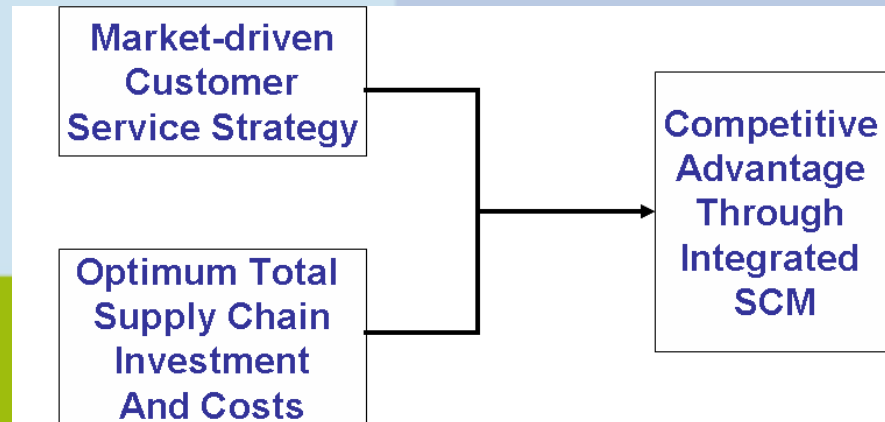 Market-driven
Customer
Service Strategy
Optimum Total
Supply Chain
Investment
And Costs
Competitive
Advantage
Through
Integrated
SCM